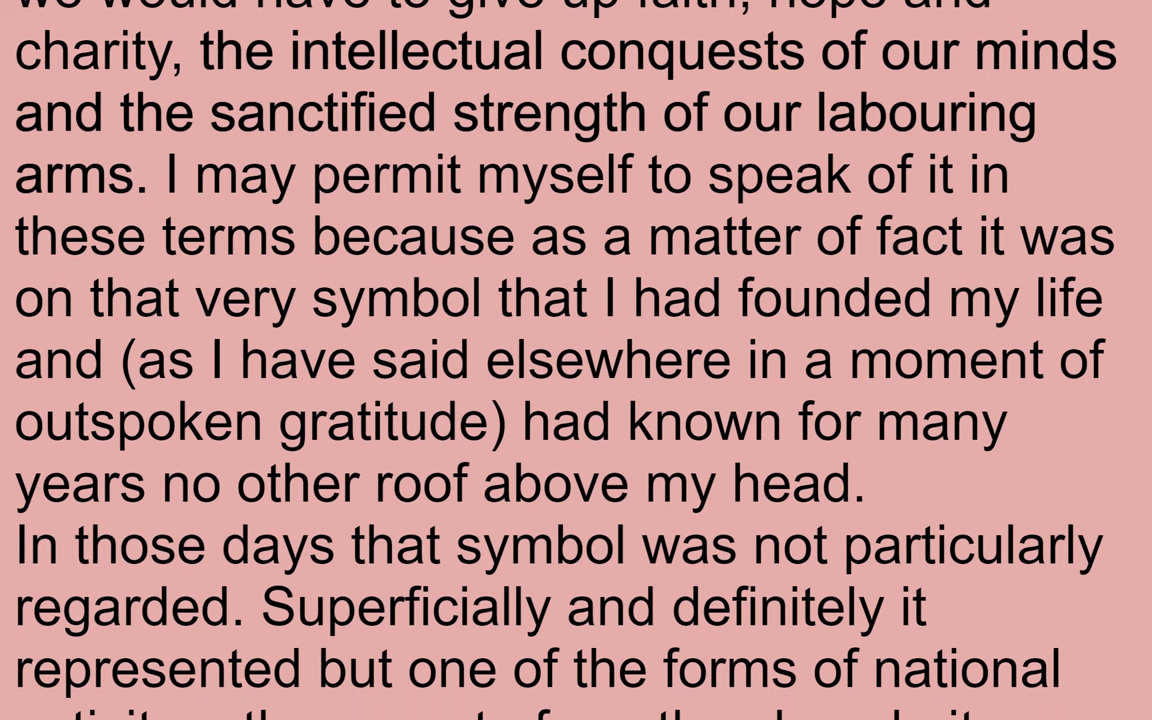 we would have to give up faith, hope and
charity, the intellectual conquests of our minds
and the sanctified strength of our labouring
arms. I may permit myself to speak of it in
these terms because as a matter of fact it was
on that very symbol that I had founded my life
and (as I have said elsewhere in a moment of
outspoken gratitude) had known for many
years no other roof above my head.
In those days that symbol was not particularly
regarded. Superficially and definitely it
represented but one of the forms of national